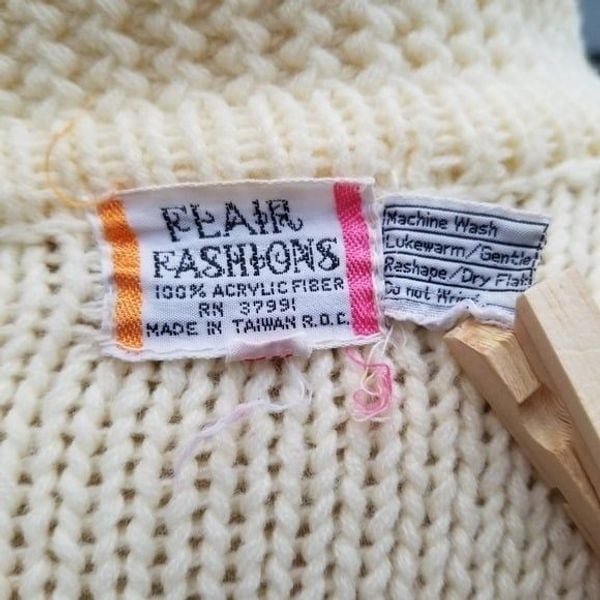 FLAIR
FASHIONS
100% ACRYLIC FIBER
RN 37991
MADE IN TAIWAN R.O.C.
Machine Wash
Lukewarm/Gentle
Reshape/Dry Flat
Do not